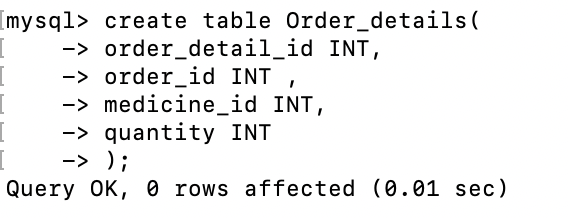 mysql> create table Order_details(
-> order_detail_id INT,
-> order_id INT ,
-> medicine_id INT,
-> quantity INT
-> );
Query OK, 0 rows affected (0.01 sec)